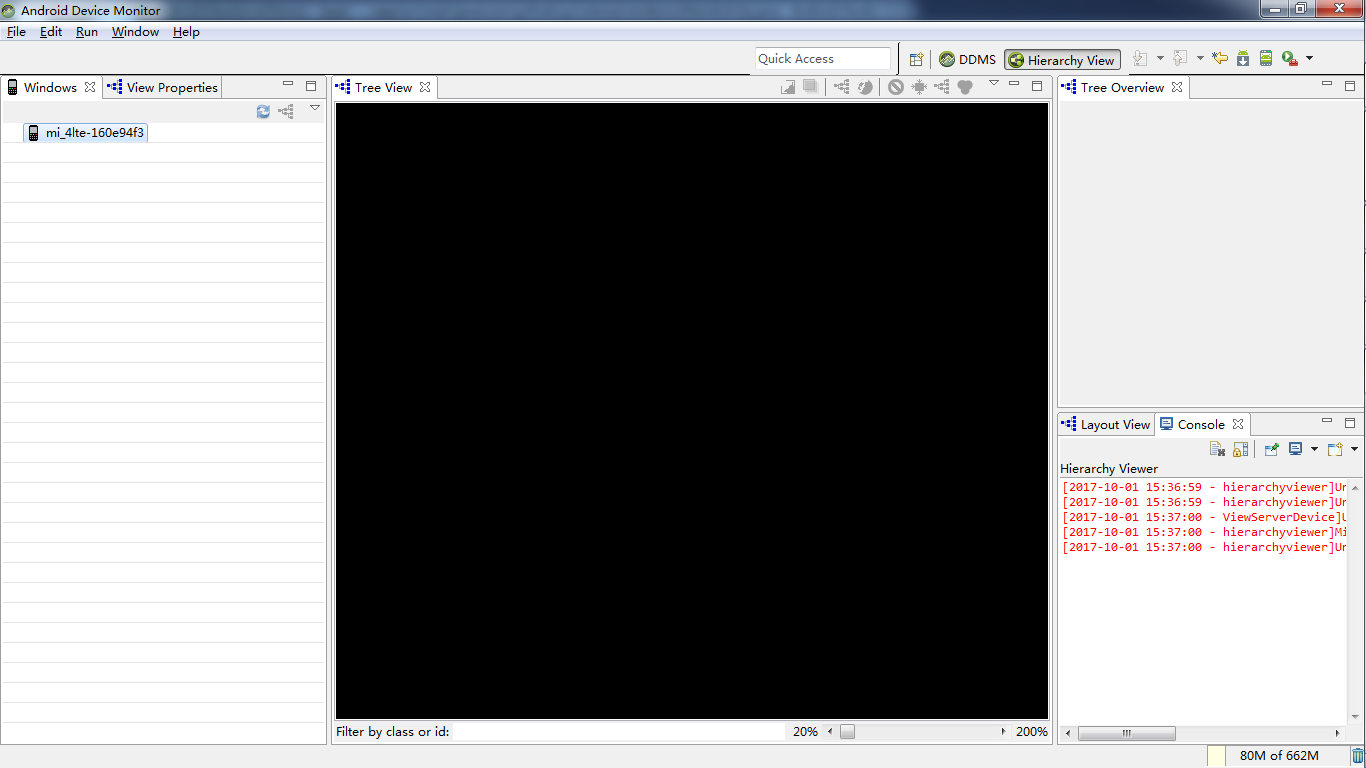 Android Device Monitor
File Edit Run Window Help
Quick Access
DDMS
Hierarchy View
Windows
View Properties
mi_4lte-160e94f3
Tree View
Filter by class or id:
20%
200%
Tree Overview
Layout View
Console
Hierarchy Viewer
[2017-10-01 15:36:59 - hierarchyviewer]Un
[2017-10-01 15:36:59 - hierarchyviewer]Un
[2017-10-01 15:37:00 - ViewServerDevice]U
[2017-10-01 15:37:00 - hierarchyviewer]Mi
[2017-10-01 15:37:00 - hierarchyviewer]Un
80M of 662M